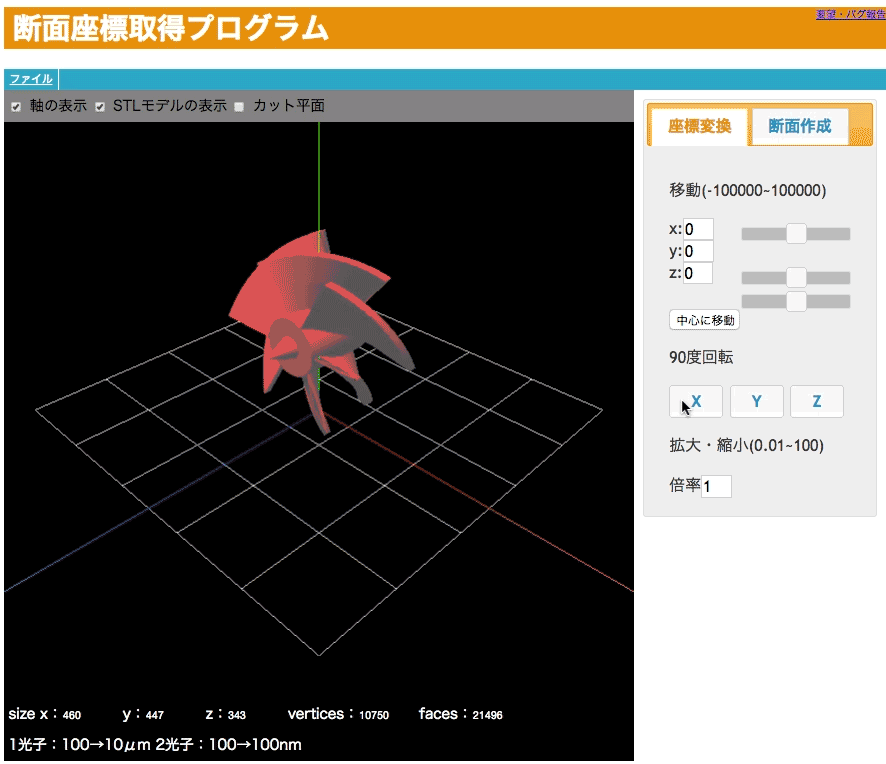 断面座標取得プログラム
要望・バグ報告
ファイル
軸の表示 STLモデルの表示 カット平面
座標変換 断面作成
移動(-100000~100000)
x:0
y:0
z:0
中心に移動
90度回転
X Y Z
拡大・縮小(0.01~100)
倍率1
size x：460 y：447 z：343 vertices：10750 faces：21496
1光子：100→10μm 2光子：100→100nm